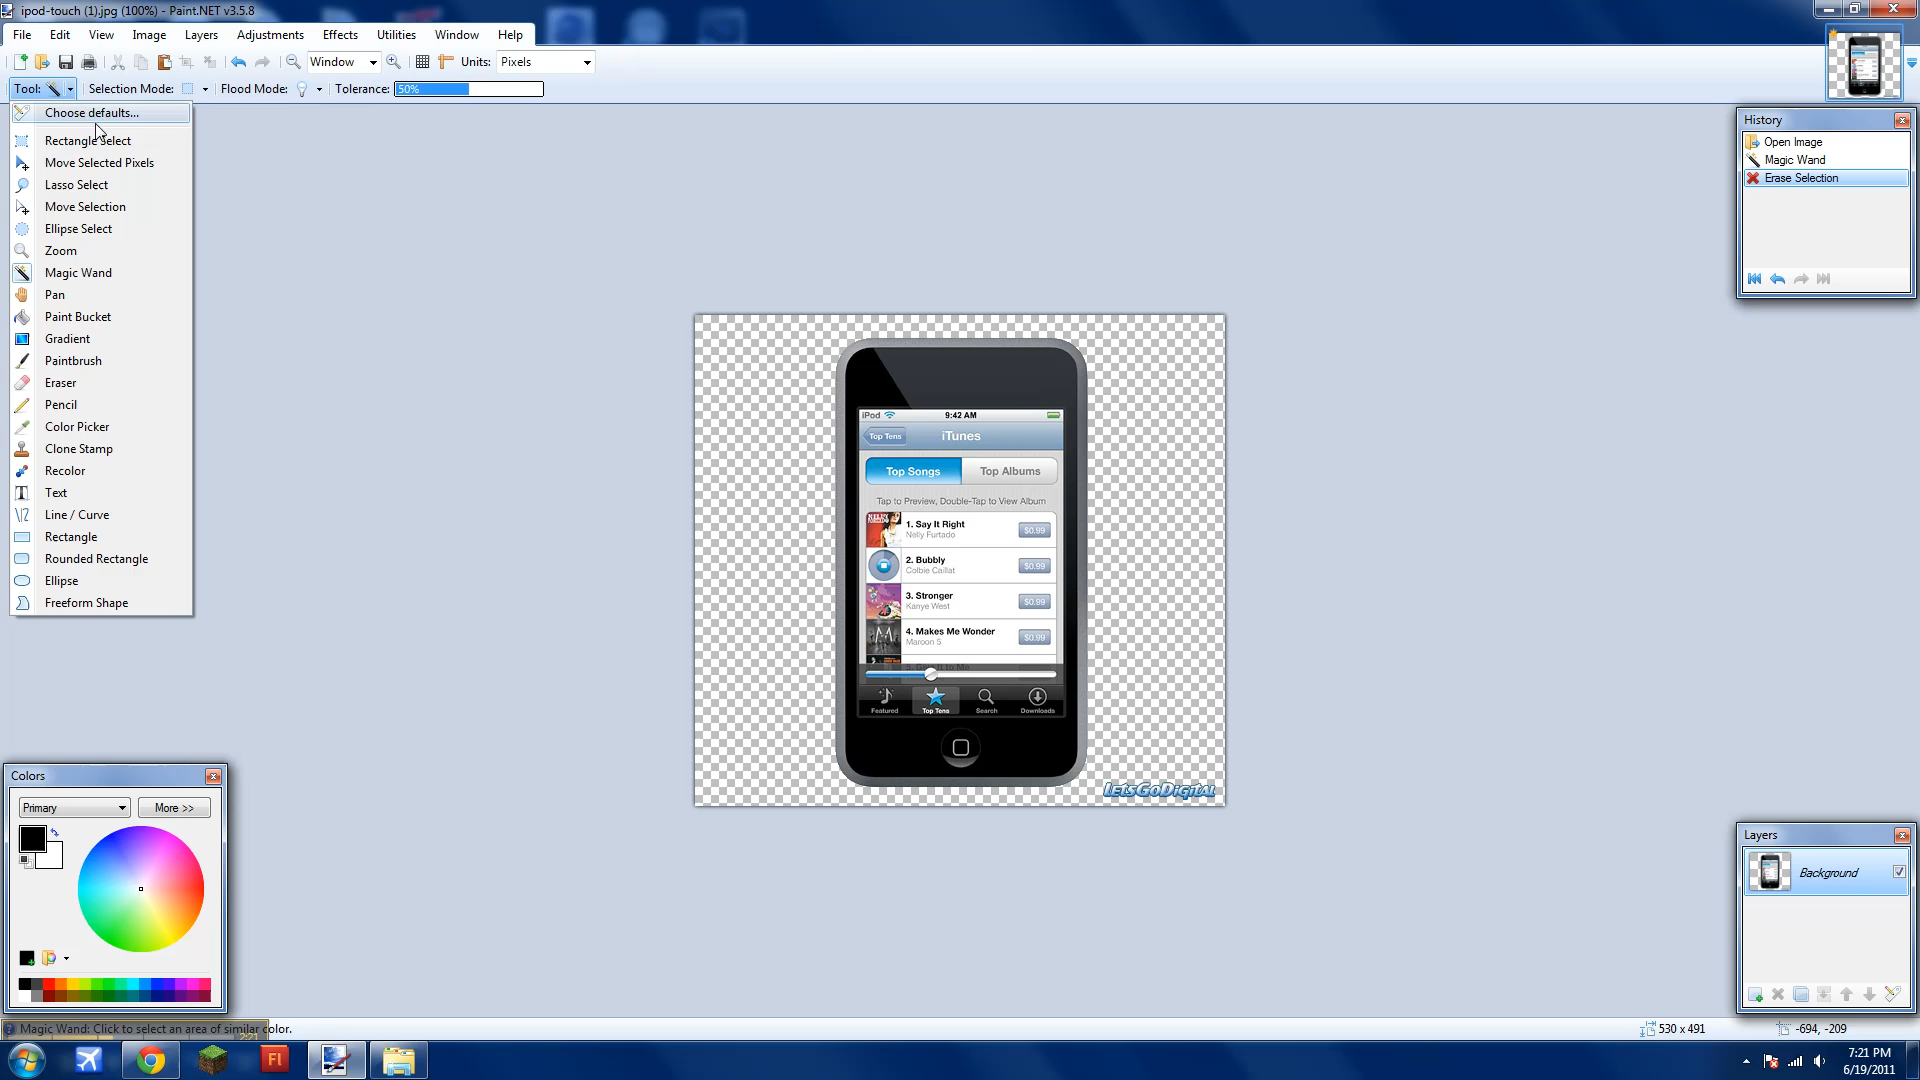 ipod-touch (1).jpg (100%) - Paint.NET v3.5.8
File Edit View Image Layers Adjustments Effects Utilities Window Help
Window Units: Pixels
Tool: Selection Mode: Flood Mode: Tolerance: 50%
Choose defaults...
Rectangle Select
Move Selected Pixels
Lasso Select
Move Selection
Ellipse Select
Zoom
Magic Wand
Pan
Paint Bucket
Gradient
Paintbrush
Eraser
Pencil
Color Picker
Clone Stamp
Recolor
Text
Line / Curve
Rectangle
Rounded Rectangle
Ellipse
Freeform Shape
History
Open Image
Magic Wand
Erase Selection
iPod 9:42 AM
Top Tens iTunes
Top Songs Top Albums
Tap to Preview, Double-Tap to View Album
1. Say It Right $0.99
Nelly Furtado
2. Bubbly $0.99
Colbie Caillat
3. Stronger $0.99
Kanye West
4. Makes Me Wonder $0.99
Maroon 5
Featured Top Tens Search Downloads
LetsGoDigital
Colors
Primary More >>
Layers
Background
Magic Wand: Click to select an area of similar color.
530 x 491 -694, -209
Fl
7:21 PM
6/19/2011